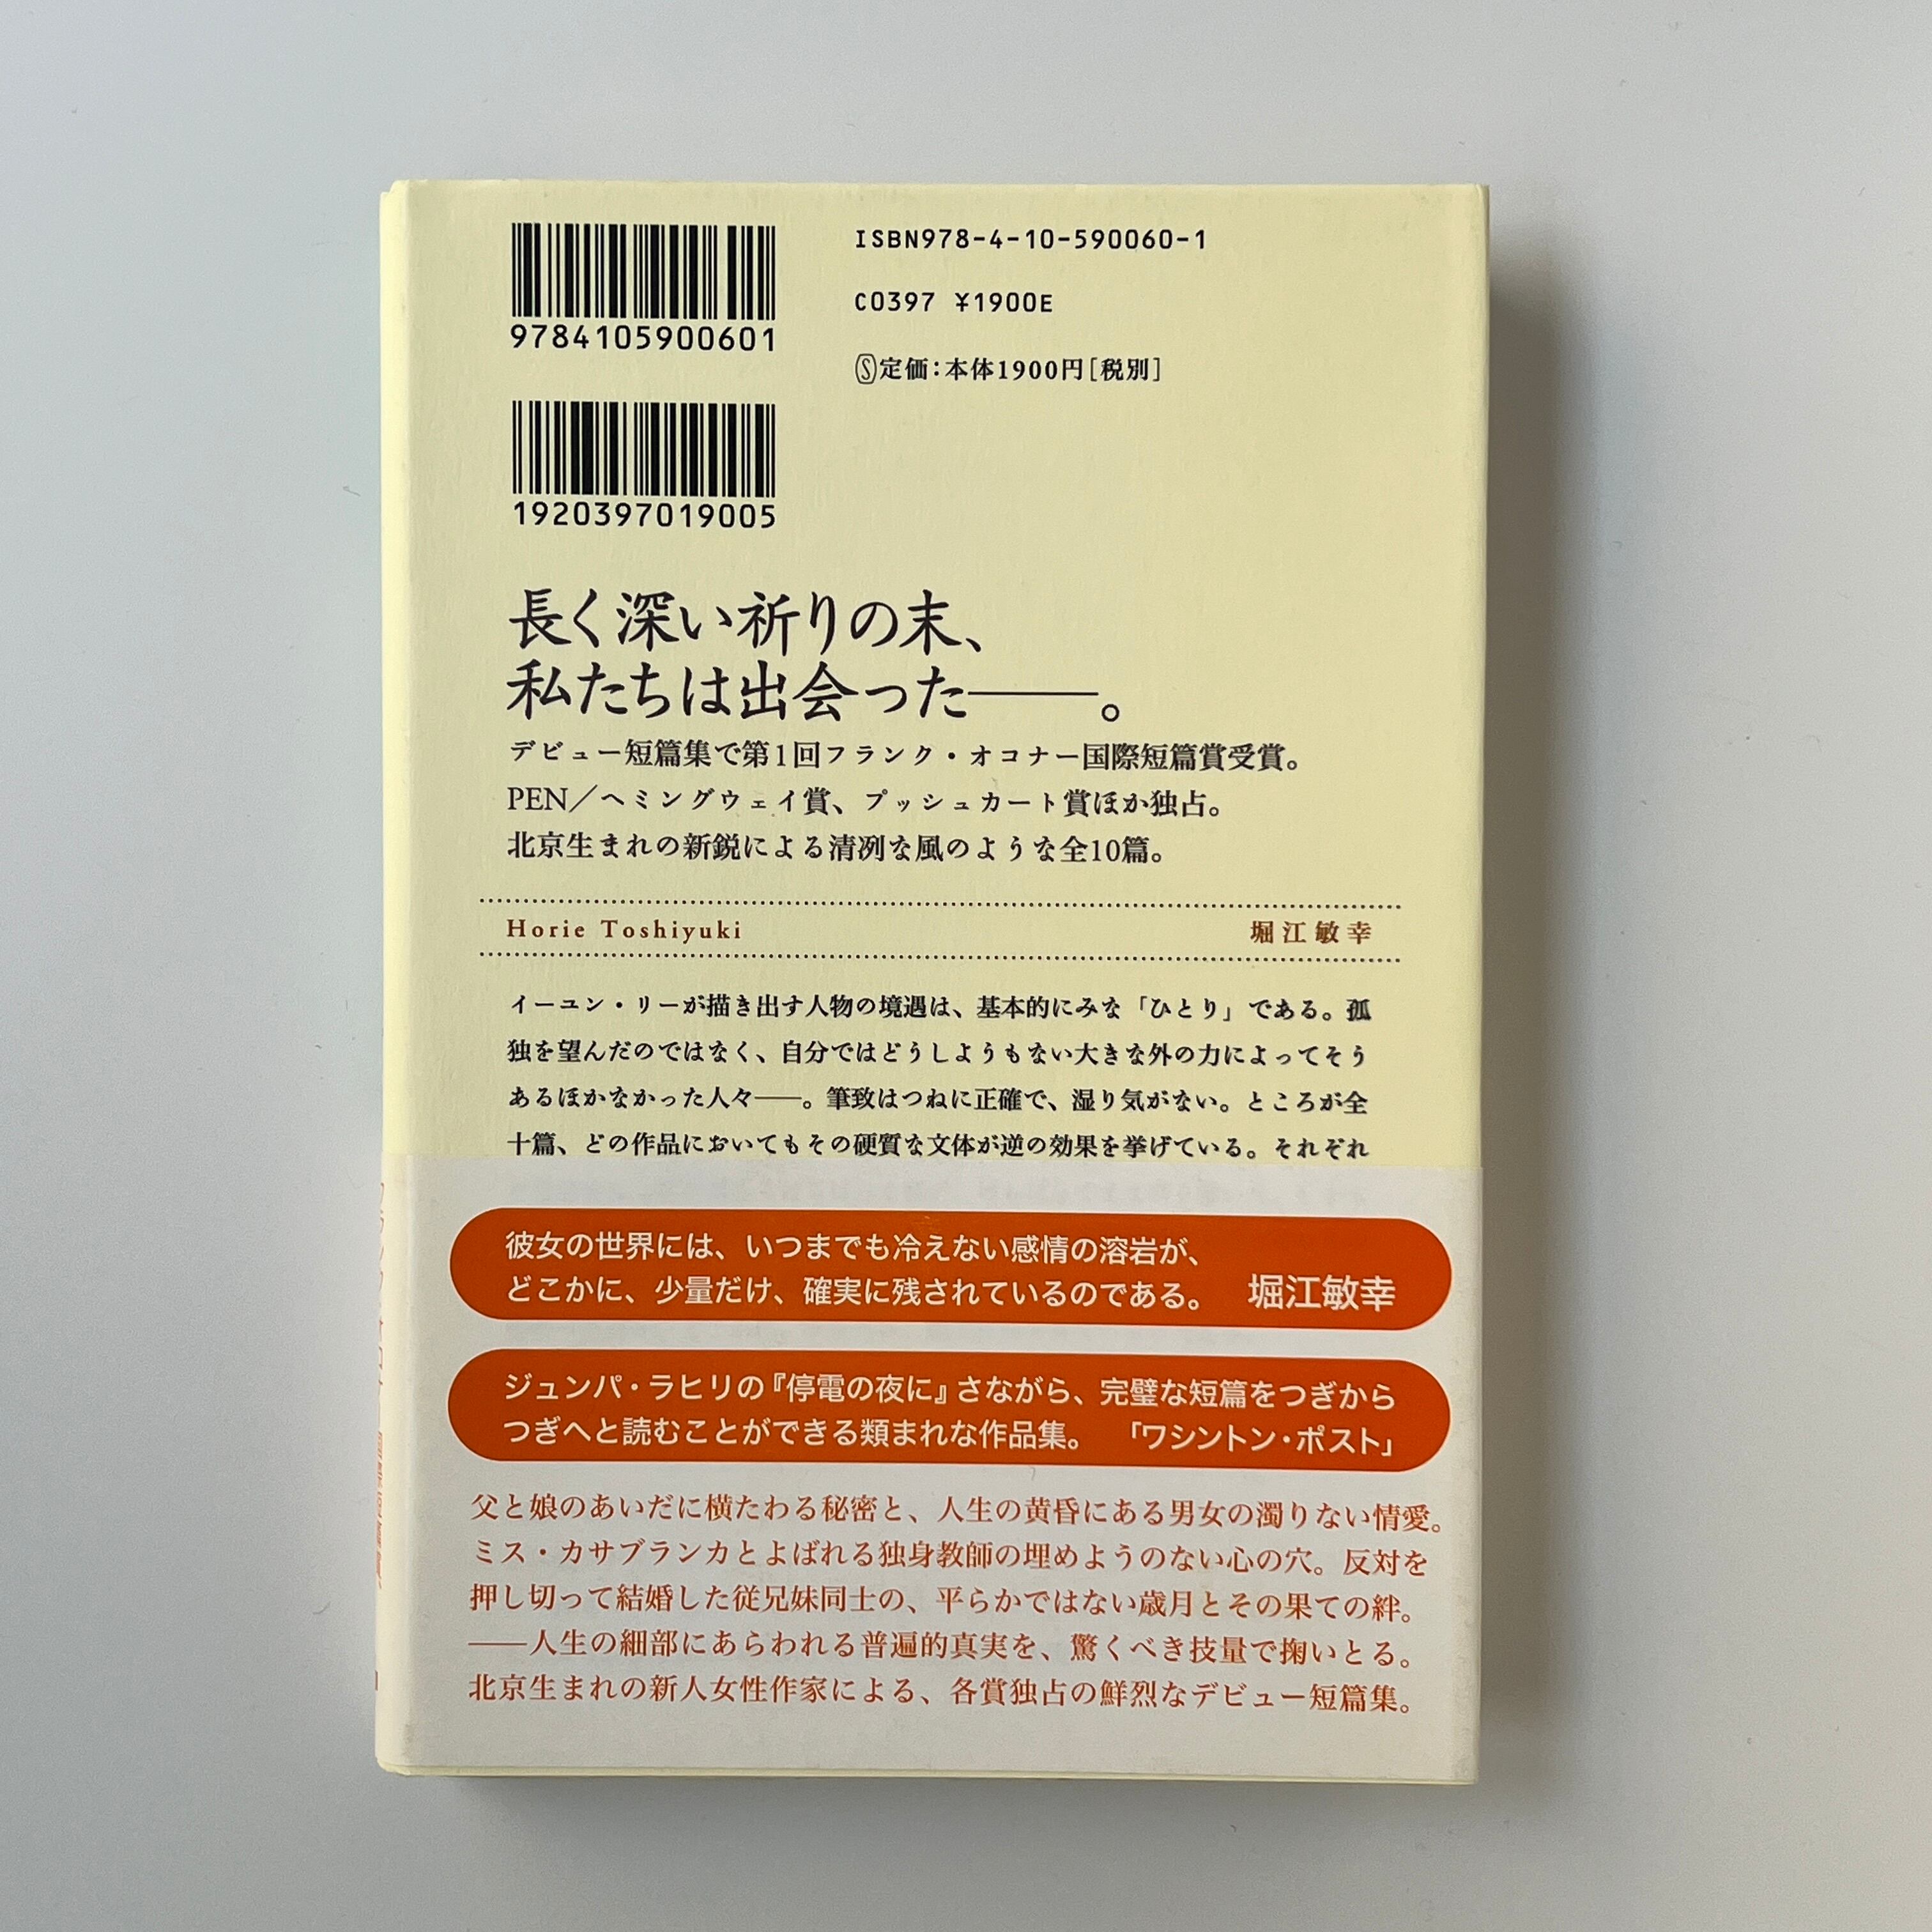 ISBN978-4-10-590060-1
C0397 ¥1900E
Ⓢ定価：本体1900円［税別］
9784105900601
1920397019005
長く深い祈りの末、
私たちは出会った――。
デビュー短篇集で第1回フランク・オコナー国際短篇賞受賞。
PEN／ヘミングウェイ賞、プッシュカート賞ほか独占。
北京生まれの新鋭による清冽な風のような全10篇。
Horie Toshiyuki 堀江敏幸
イーユン・リーが描き出す人物の境遇は、基本的にみな「ひとり」である。孤
独を望んだのではなく、自分ではどうしようもない大きな外の力によってそう
あるほかなかった人々――。筆致はつねに正確で、湿り気がない。ところが全
十篇、どの作品においてもその硬質な文体が逆の効果を挙げている。それぞれ
彼女の世界には、いつまでも冷えない感情の溶岩が、
どこかに、少量だけ、確実に残されているのである。 堀江敏幸
ジュンパ・ラヒリの『停電の夜に』さながら、完璧な短篇をつぎから
つぎへと読むことができる類まれな作品集。 「ワシントン・ポスト」
父と娘のあいだに横たわる秘密と、人生の黄昏にある男女の濁りない情愛。
ミス・カサブランカとよばれる独身教師の埋めようのない心の穴。反対を
押し切って結婚した従兄妹同士の、平らかではない歳月とその果ての絆。
――人生の細部にあらわれる普遍的真実を、驚くべき技量で掬いとる。
北京生まれの新人女性作家による、各賞独占の鮮烈なデビュー短篇集。